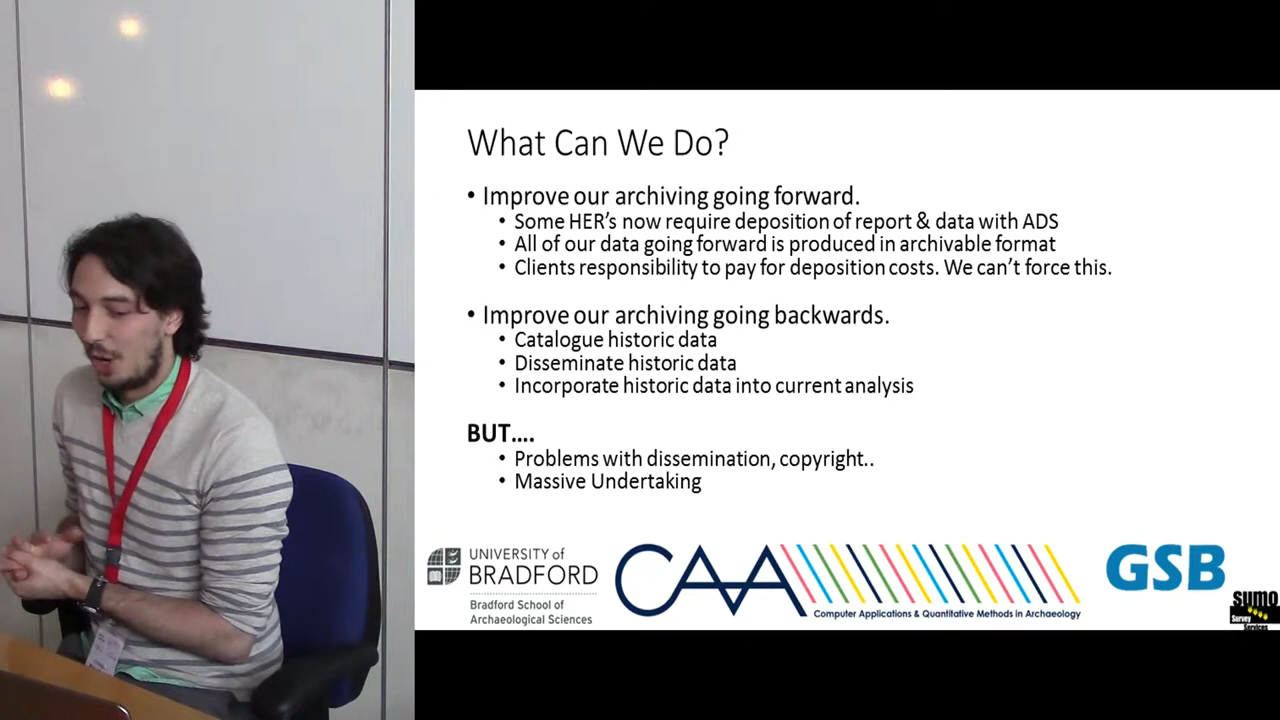 What Can We Do?
• Improve our archiving going forward.
• Some HER's now require deposition of report & data with ADS
• All of our data going forward is produced in archivable format
• Clients responsibility to pay for deposition costs. We can't force this.
• Improve our archiving going backwards.
• Catalogue historic data
• Disseminate historic data
• Incorporate historic data into current analysis
BUT....
• Problems with dissemination, copyright..
• Massive Undertaking
UNIVERSITY of
BRADFORD
Bradford School of
Archaeological Sciences
CAA
Computer Applications & Quantitative Methods in Archaeology
GSB
sumo
Survey
Services